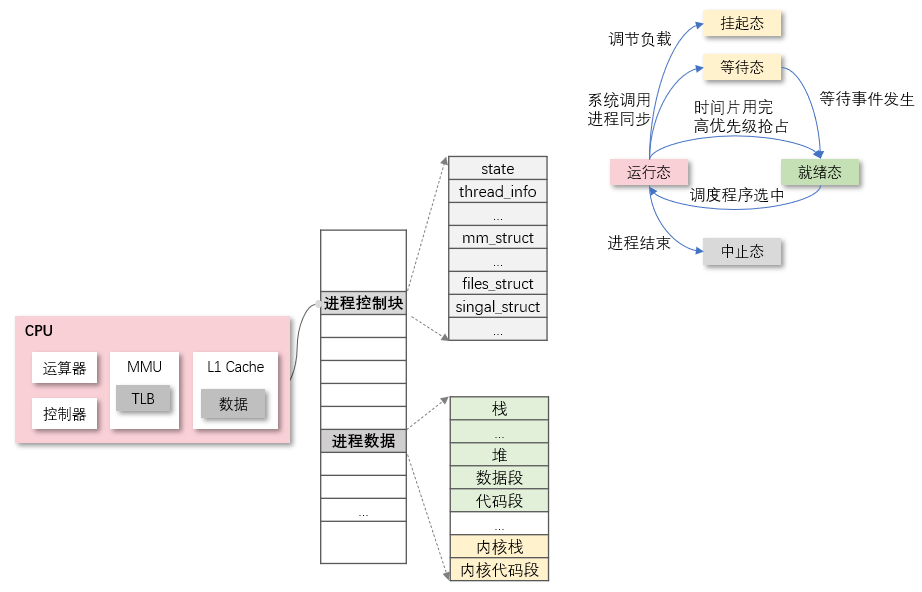 挂起态
调节负载
等待态
系统调用
进程同步
等待事件发生
时间片用完
高优先级抢占
运行态
就绪态
调度程序选中
进程结束
中止态
state
thread_info
...
mm_struct
...
files_struct
singal_struct
...
进程控制块
进程数据
...
CPU
运算器
控制器
MMU
TLB
L1 Cache
数据
栈
...
堆
数据段
代码段
...
内核栈
内核代码段